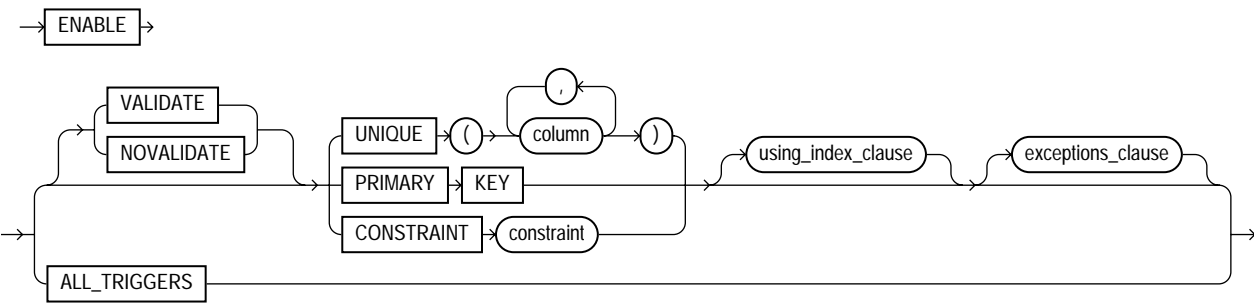 ENABLE
VALIDATE
NOVALIDATE
UNIQUE ( column , )
PRIMARY KEY
CONSTRAINT constraint
using_index_clause
exceptions_clause
ALL_TRIGGERS